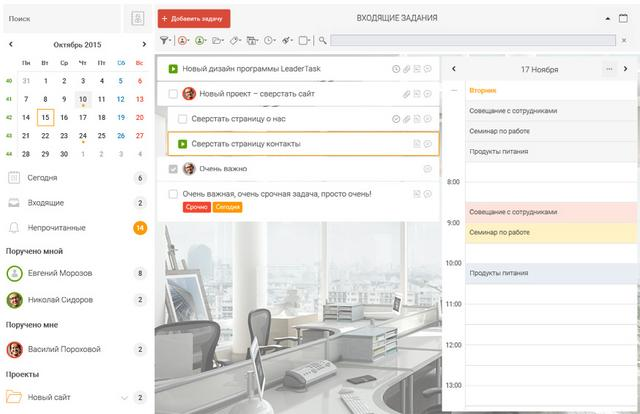 Поиск
Октябрь 2015
Пн Вт Ср Чт Пт Сб Вс
40 31 1 2 3 4 5 6
41 7 8 9 10 11 12 13
42 14 15 16 17 18 19 20
43 21 22 23 24 25 26 27
44 28 29 30 1 2 3 4
Сегодня 6
Входящие 2
Непрочитанные 14
Поручено мной
Евгений Морозов 8
Николай Сидоров 2
Поручено мне
Василий Пороховой 2
Проекты
Новый сайт 2
+ Добавить задачу
ВХОДЯЩИЕ ЗАДАНИЯ
Новый дизайн программы LeaderTask
Новый проект – сверстать сайт
Сверстать страницу о нас
Сверстать страницу контакты
Очень важно
Очень важная, очень срочная задача, просто очень!
Срочно Сегодня
17 Ноября
Вторник
Совещание с сотрудниками
Семинар по работе
Продукты питания
8:00
Совещание с сотрудниками
9:00
Семинар по работе
10:00
Продукты питания
11:00
12:00
13:00